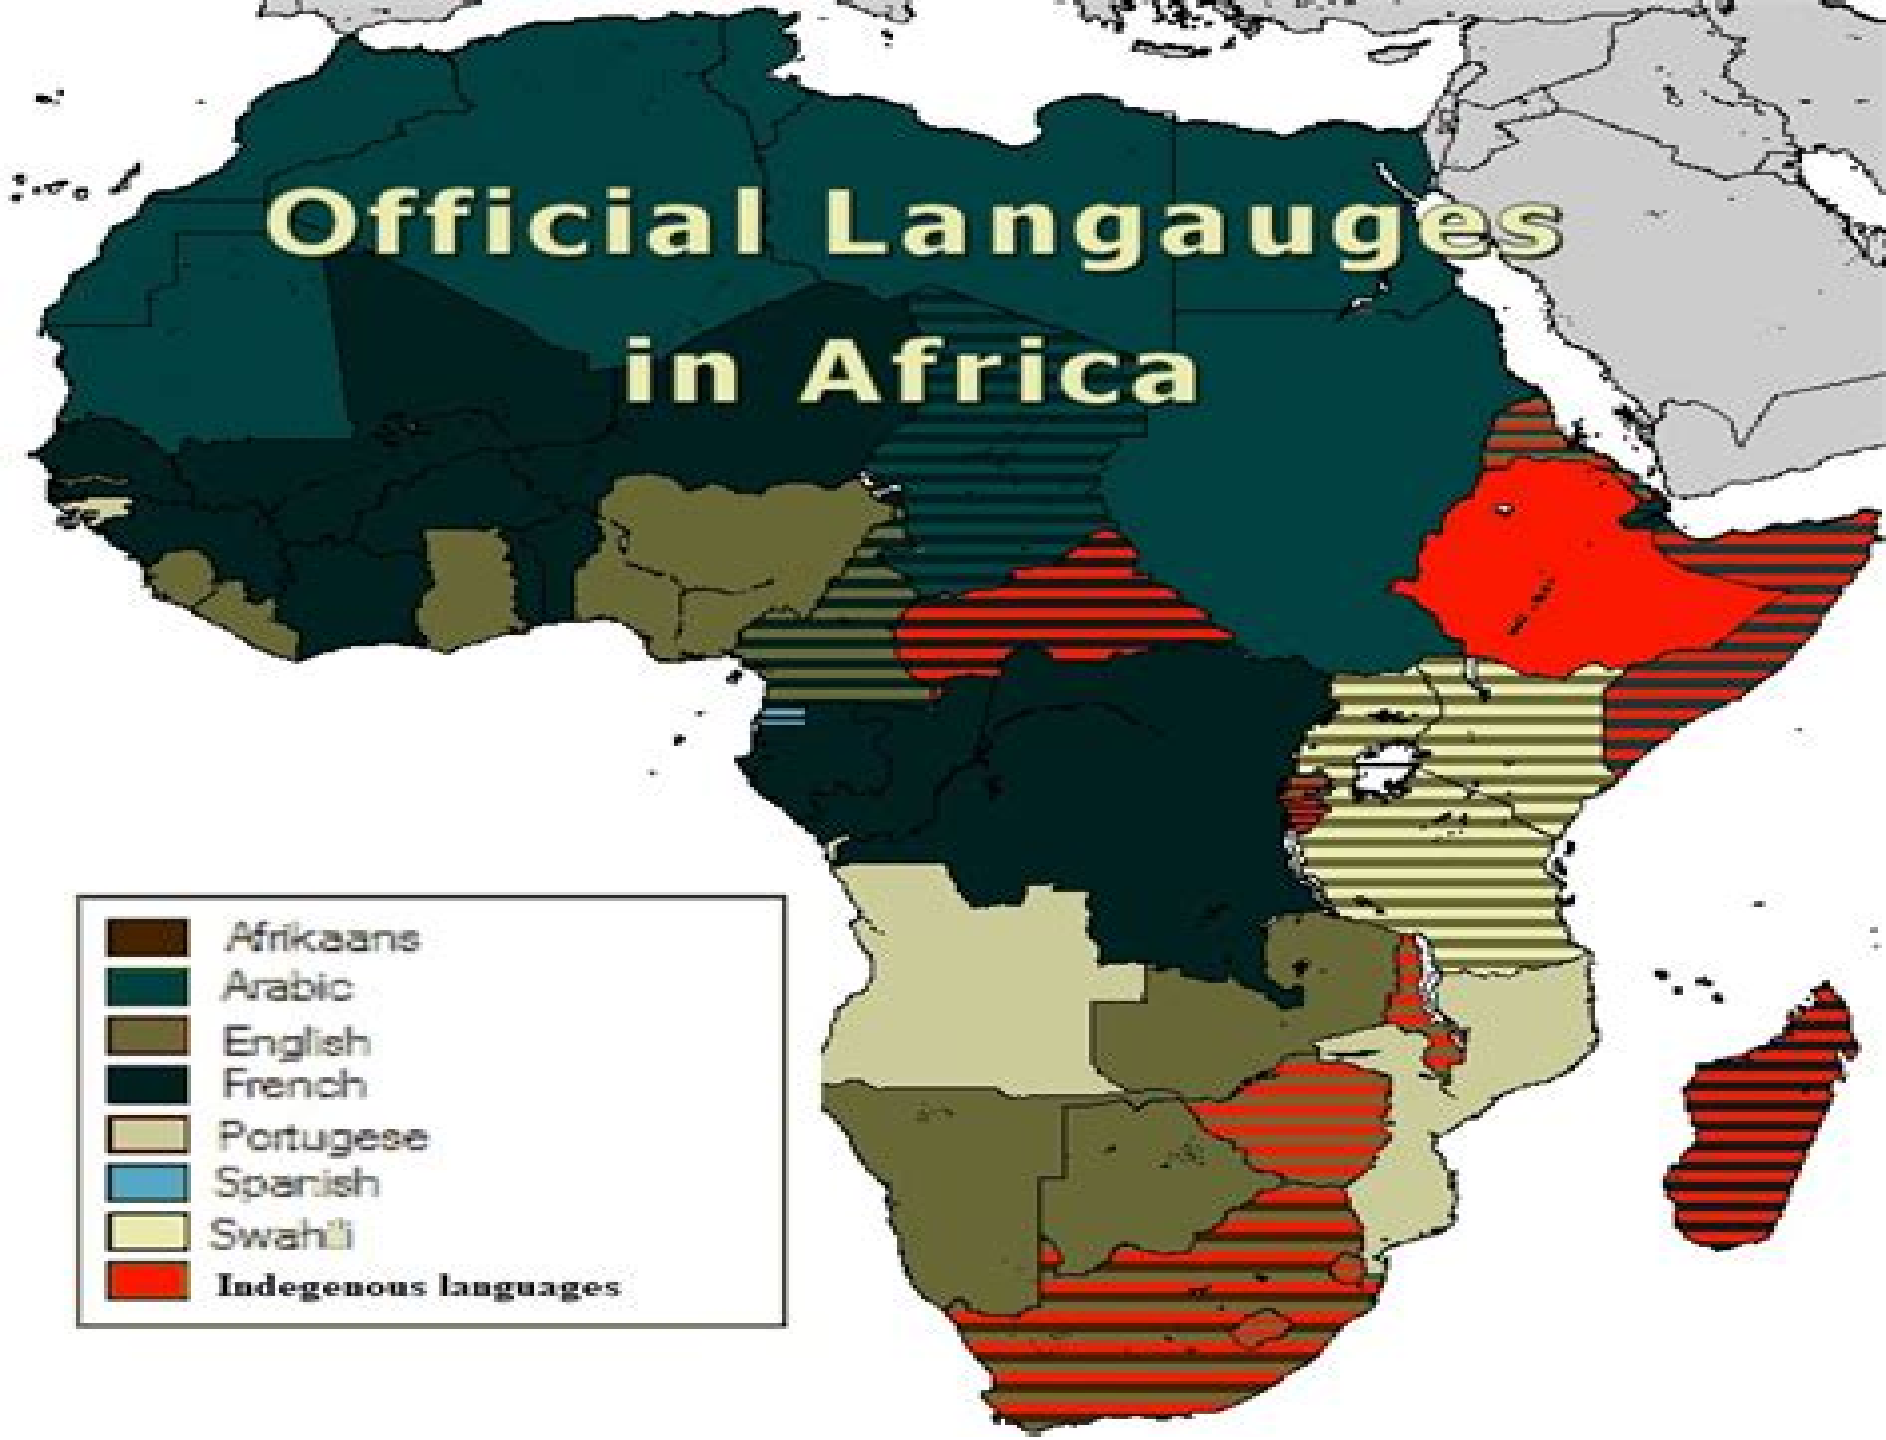 Official Langauges
in Africa
Afrikaans
Arabic
English
French
Portugese
Spanish
Swahili
Indegenous languages